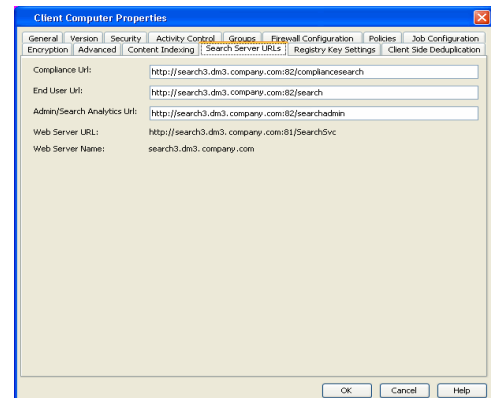 Client Computer Properties
General Version Security Activity Control Groups Firewall Configuration Policies Job Configuration
Encryption Advanced Content Indexing Search Server URLs Registry Key Settings Client Side Deduplication
Compliance Url: http://search3.dm3.company.com:82/compliancesearch
End User Url: http://search3.dm3.company.com:82/search
Admin/Search Analytics Url: http://search3.dm3.company.com:82/searchadmin
Web Server URL: http://search3.dm3.company.com:81/SearchSvc
Web Server Name: search3.dm3.company.com
OK Cancel Help